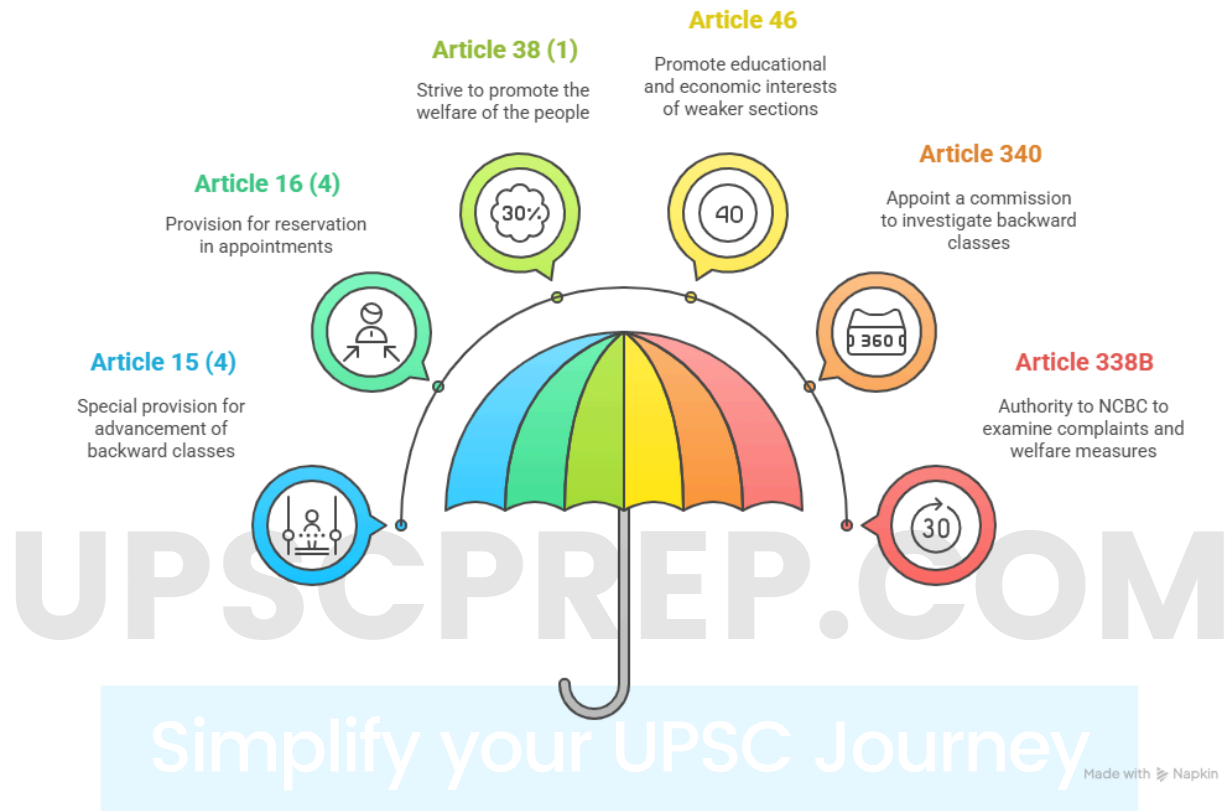 Article 46
Promote educational
and economic interests
of weaker sections
Article 38 (1)
Strive to promote the
welfare of the people
Article 340
Appoint a commission
to investigate backward
classes
Article 16 (4)
Provision for reservation
in appointments
30%
40
360
Article 15 (4)
Special provision for
advancement of
backward classes
Article 338B
Authority to NCBC to
examine complaints and
welfare measures
30
UPSCPREP.COM
Simplify your UPSC Journey
Made with Napkin